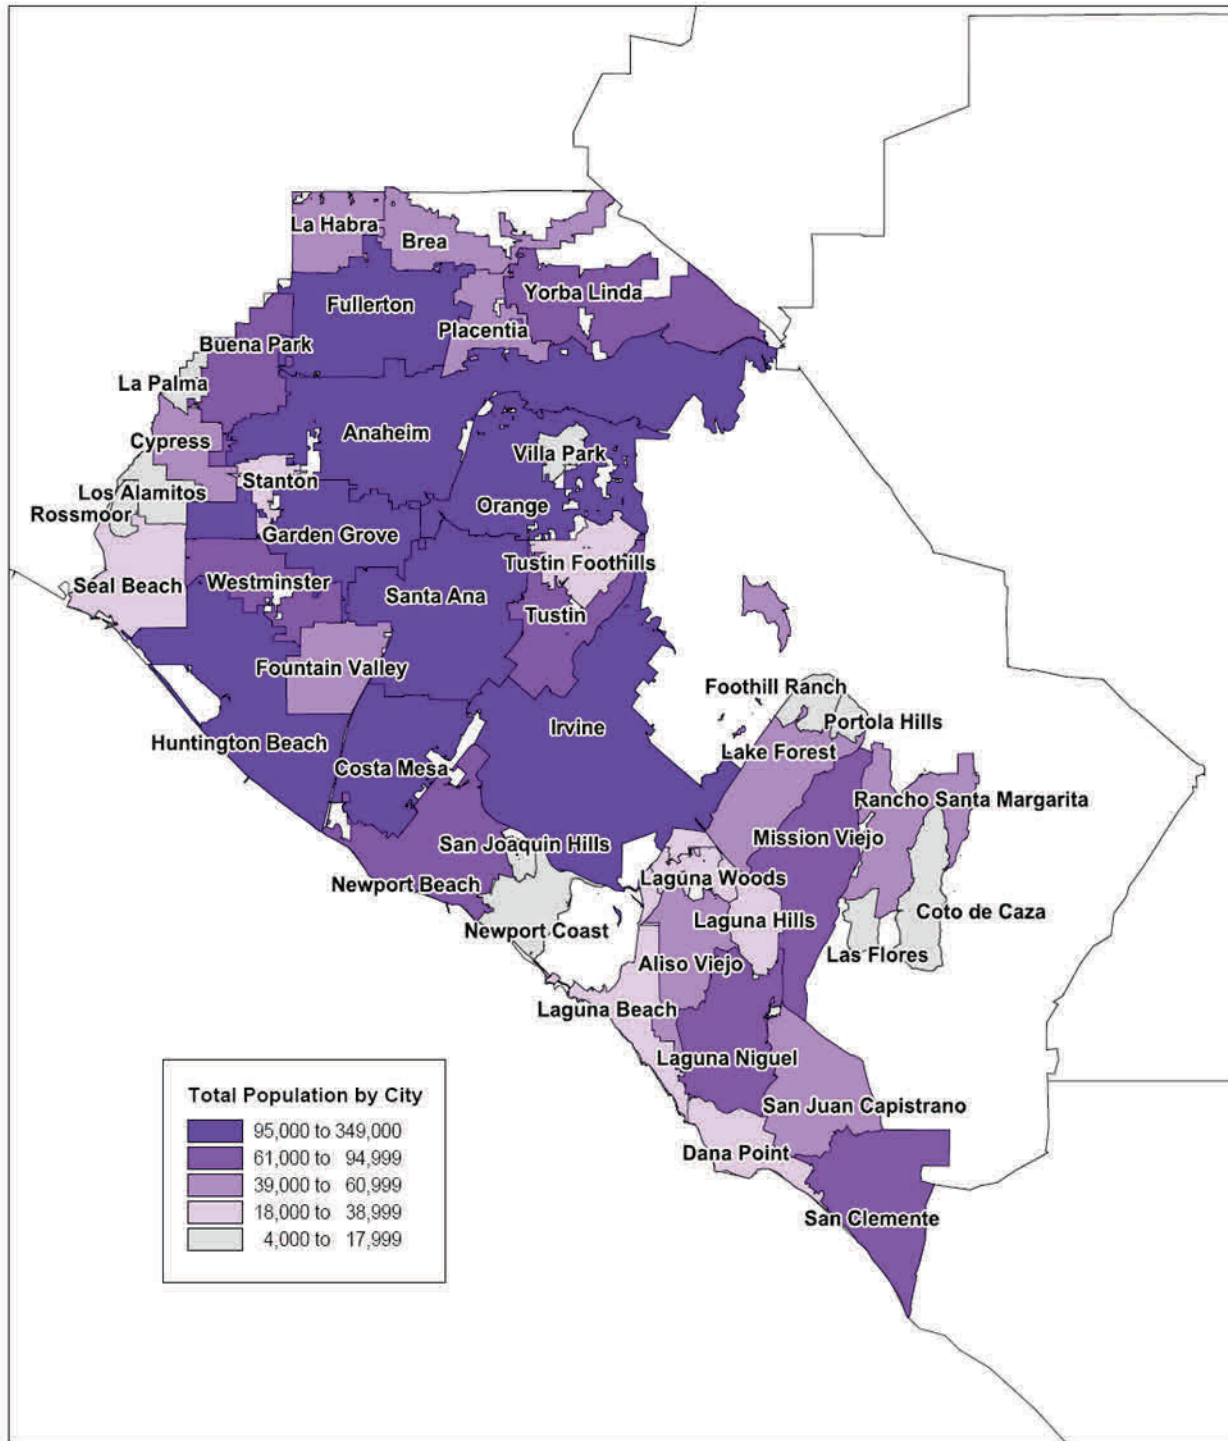 La Habra
Brea
Yorba Linda
Fullerton
Placentia
Buena Park
La Palma
Anaheim
Cypress
Villa Park
Stanton
Los Alamitos
Orange
Rossmoor
Garden Grove
Tustin Foothills
Seal Beach
Westminster
Santa Ana
Tustin
Fountain Valley
Foothill Ranch
Portola Hills
Irvine
Huntington Beach
Lake Forest
Costa Mesa
Rancho Santa Margarita
Mission Viejo
San Joaquin Hills
Laguna Woods
Newport Beach
Coto de Caza
Laguna Hills
Newport Coast
Las Flores
Aliso Viejo
Laguna Beach
Laguna Niguel
San Juan Capistrano
Dana Point
San Clemente
Total Population by City
95,000 to 349,000
61,000 to 94,999
39,000 to 60,999
18,000 to 38,999
4,000 to 17,999